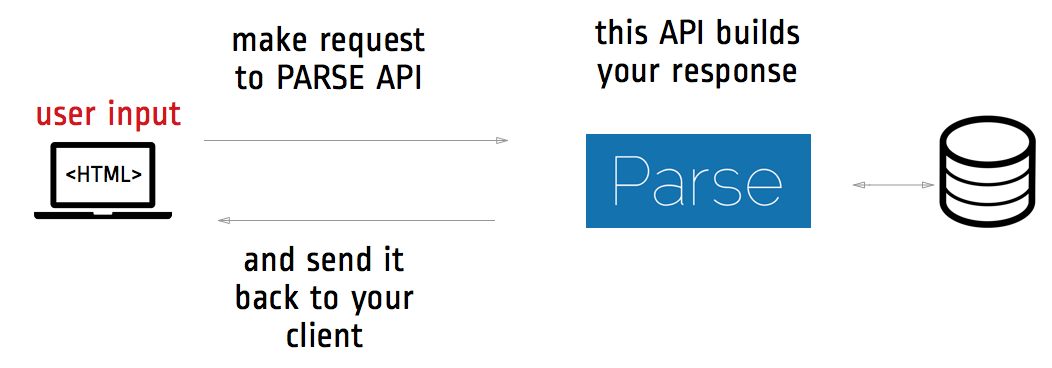 make request
to PARSE API
this API builds
your response
user input
<HTML>
Parse
and send it
back to your
client